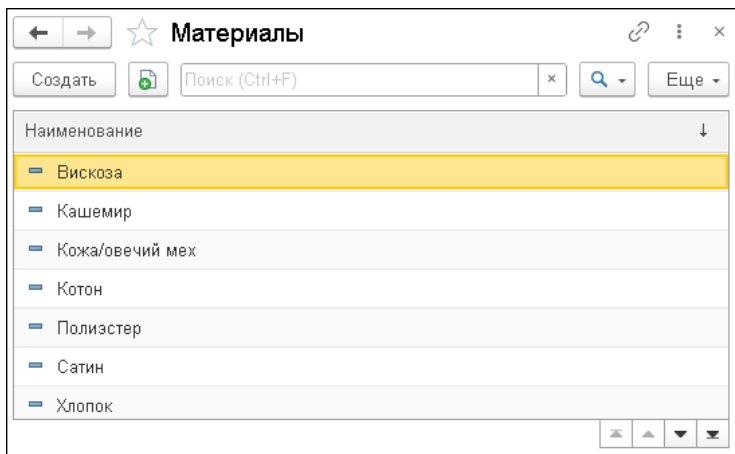 Материалы
Создать Поиск (Ctrl+F) Еще
Наименование
Вискоза
Кашемир
Кожа/овечий мех
Котон
Полиэстер
Сатин
Хлопок